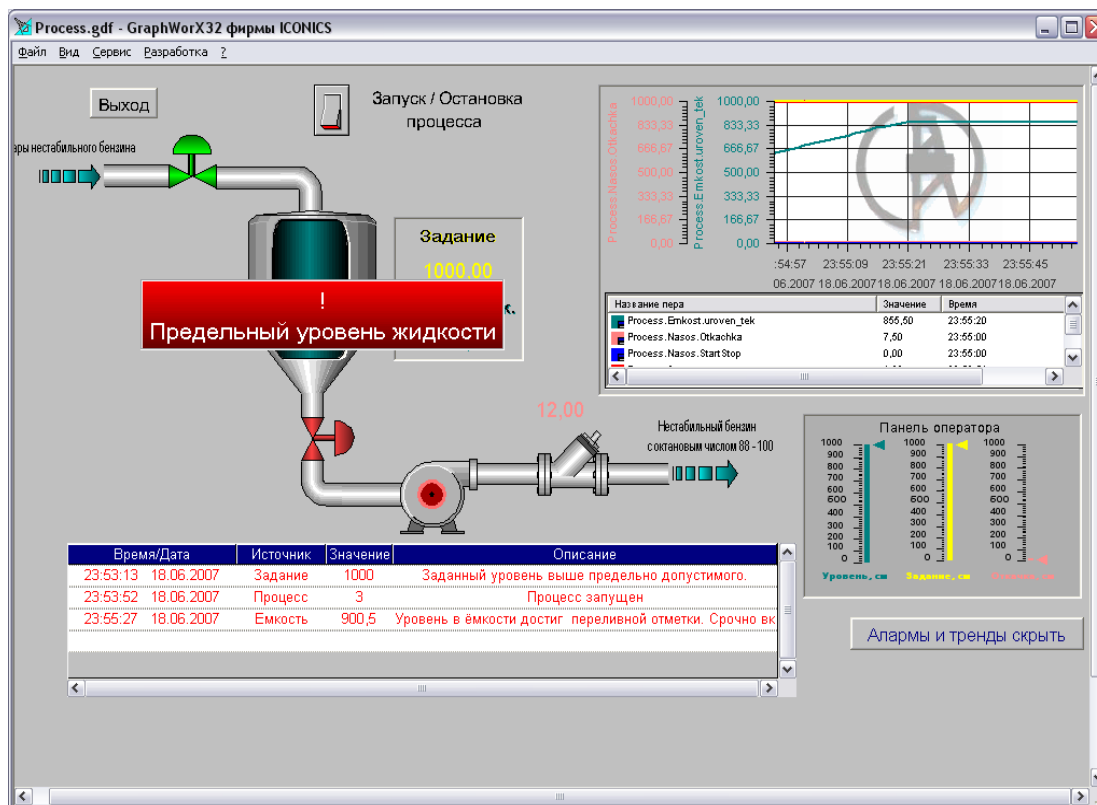 Process.gdf - GraphWorX32 фирмы ICONICS
Файл Вид Сервис Разработка ?
Выход
Запуск / Остановка
процесса
ары нестабильного бензина
Задание
1000,00
к.
!
Предельный уровень жидкости
12,00
Нестабильный бензин
с октановым числом 88 - 100
Process.Nasos.Otkachka
1000,00
833,33
666,67
500,00
333,33
166,67
0,00
Process.Emkost.uroven_tek
1000,00
833,33
666,67
500,00
333,33
166,67
0,00
:54:57 23:55:09 23:55:21 23:55:33 23:55:45
06.2007 18.06.2007 18.06.2007 18.06.2007 18.06.2007
Название пера Значение Время
Process.Emkost.uroven_tek 855,50 23:55:20
Process.Nasos.Otkachka 7,50 23:55:00
Process.Nasos.StartStop 0,00 23:55:00
Панель оператора
1000 1000 1000
900 900 900
800 800 800
700 700 700
600 600 600
500 500 500
400 400 400
300 300 300
200 200 200
100 100 100
0 0 0
Уровень, см Задание, см
Время/Дата Источник Значение Описание
23:53:13 18.06.2007 Задание 1000 Заданный уровень выше предельно допустимого.
23:53:52 18.06.2007 Процесс 3 Процесс запущен
23:55:27 18.06.2007 Емкость 900,5 Уровень в ёмкости достиг переливной отметки. Срочно вк
Алармы и тренды скрыть